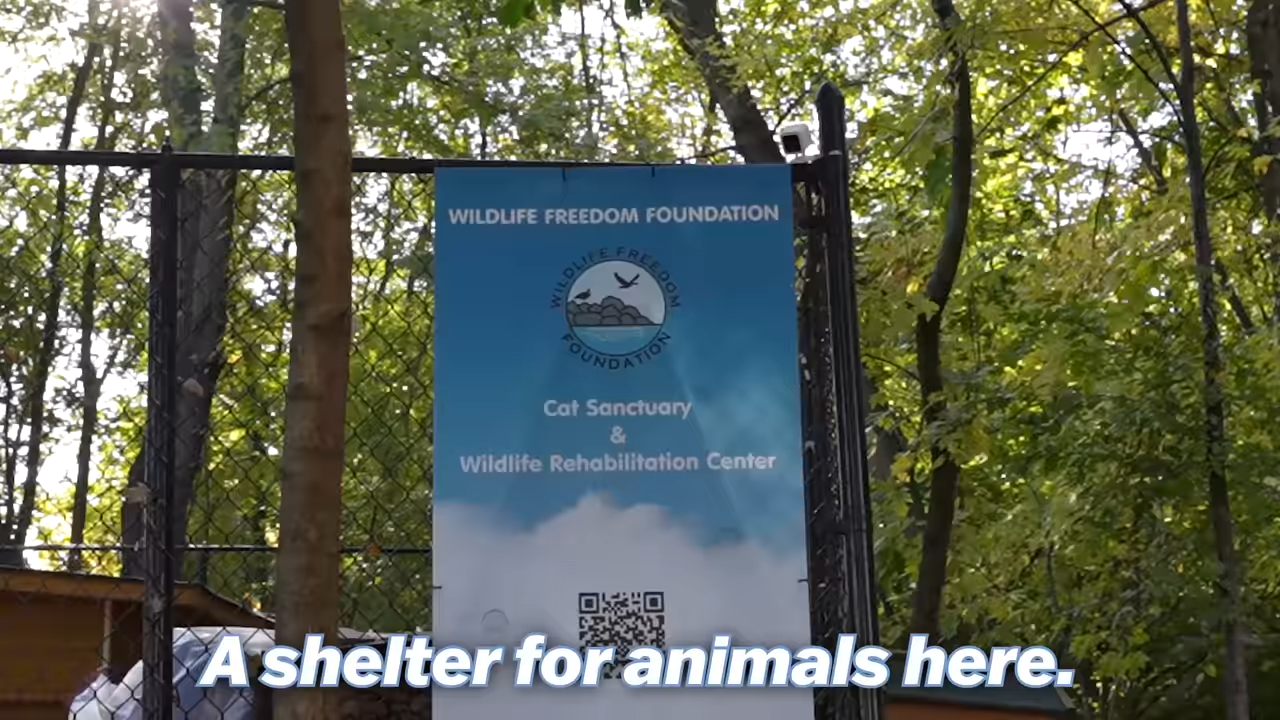 WILDLIFE FREEDOM FOUNDATION
WILDLIFE FREEDOM
FOUNDATION
Cat Sanctuary
&
Wildlife Rehabilitation Center
A shelter for animals here.